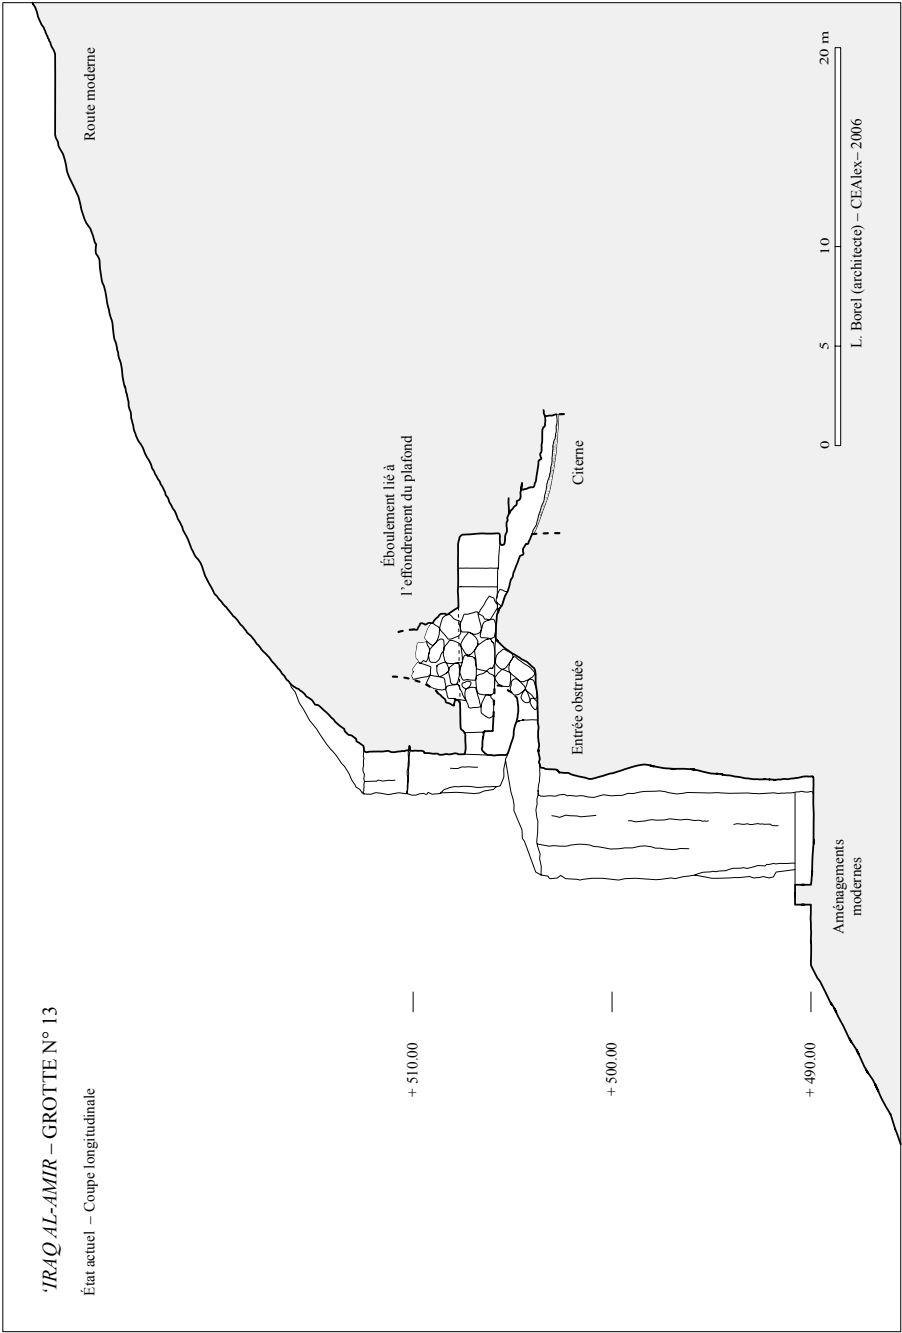 ‘IRAQ AL-AMIR – GROTTE N° 13
État actuel – Coupe longitudinale
Route moderne
Éboulement lié à
l’effondrement du plafond
+ 510.00
Citerne
Entrée obstruée
+ 500.00
Aménagements
modernes
+ 490.00
0 5 10 20 m
L. Borel (architecte) – CEAlex– 2006